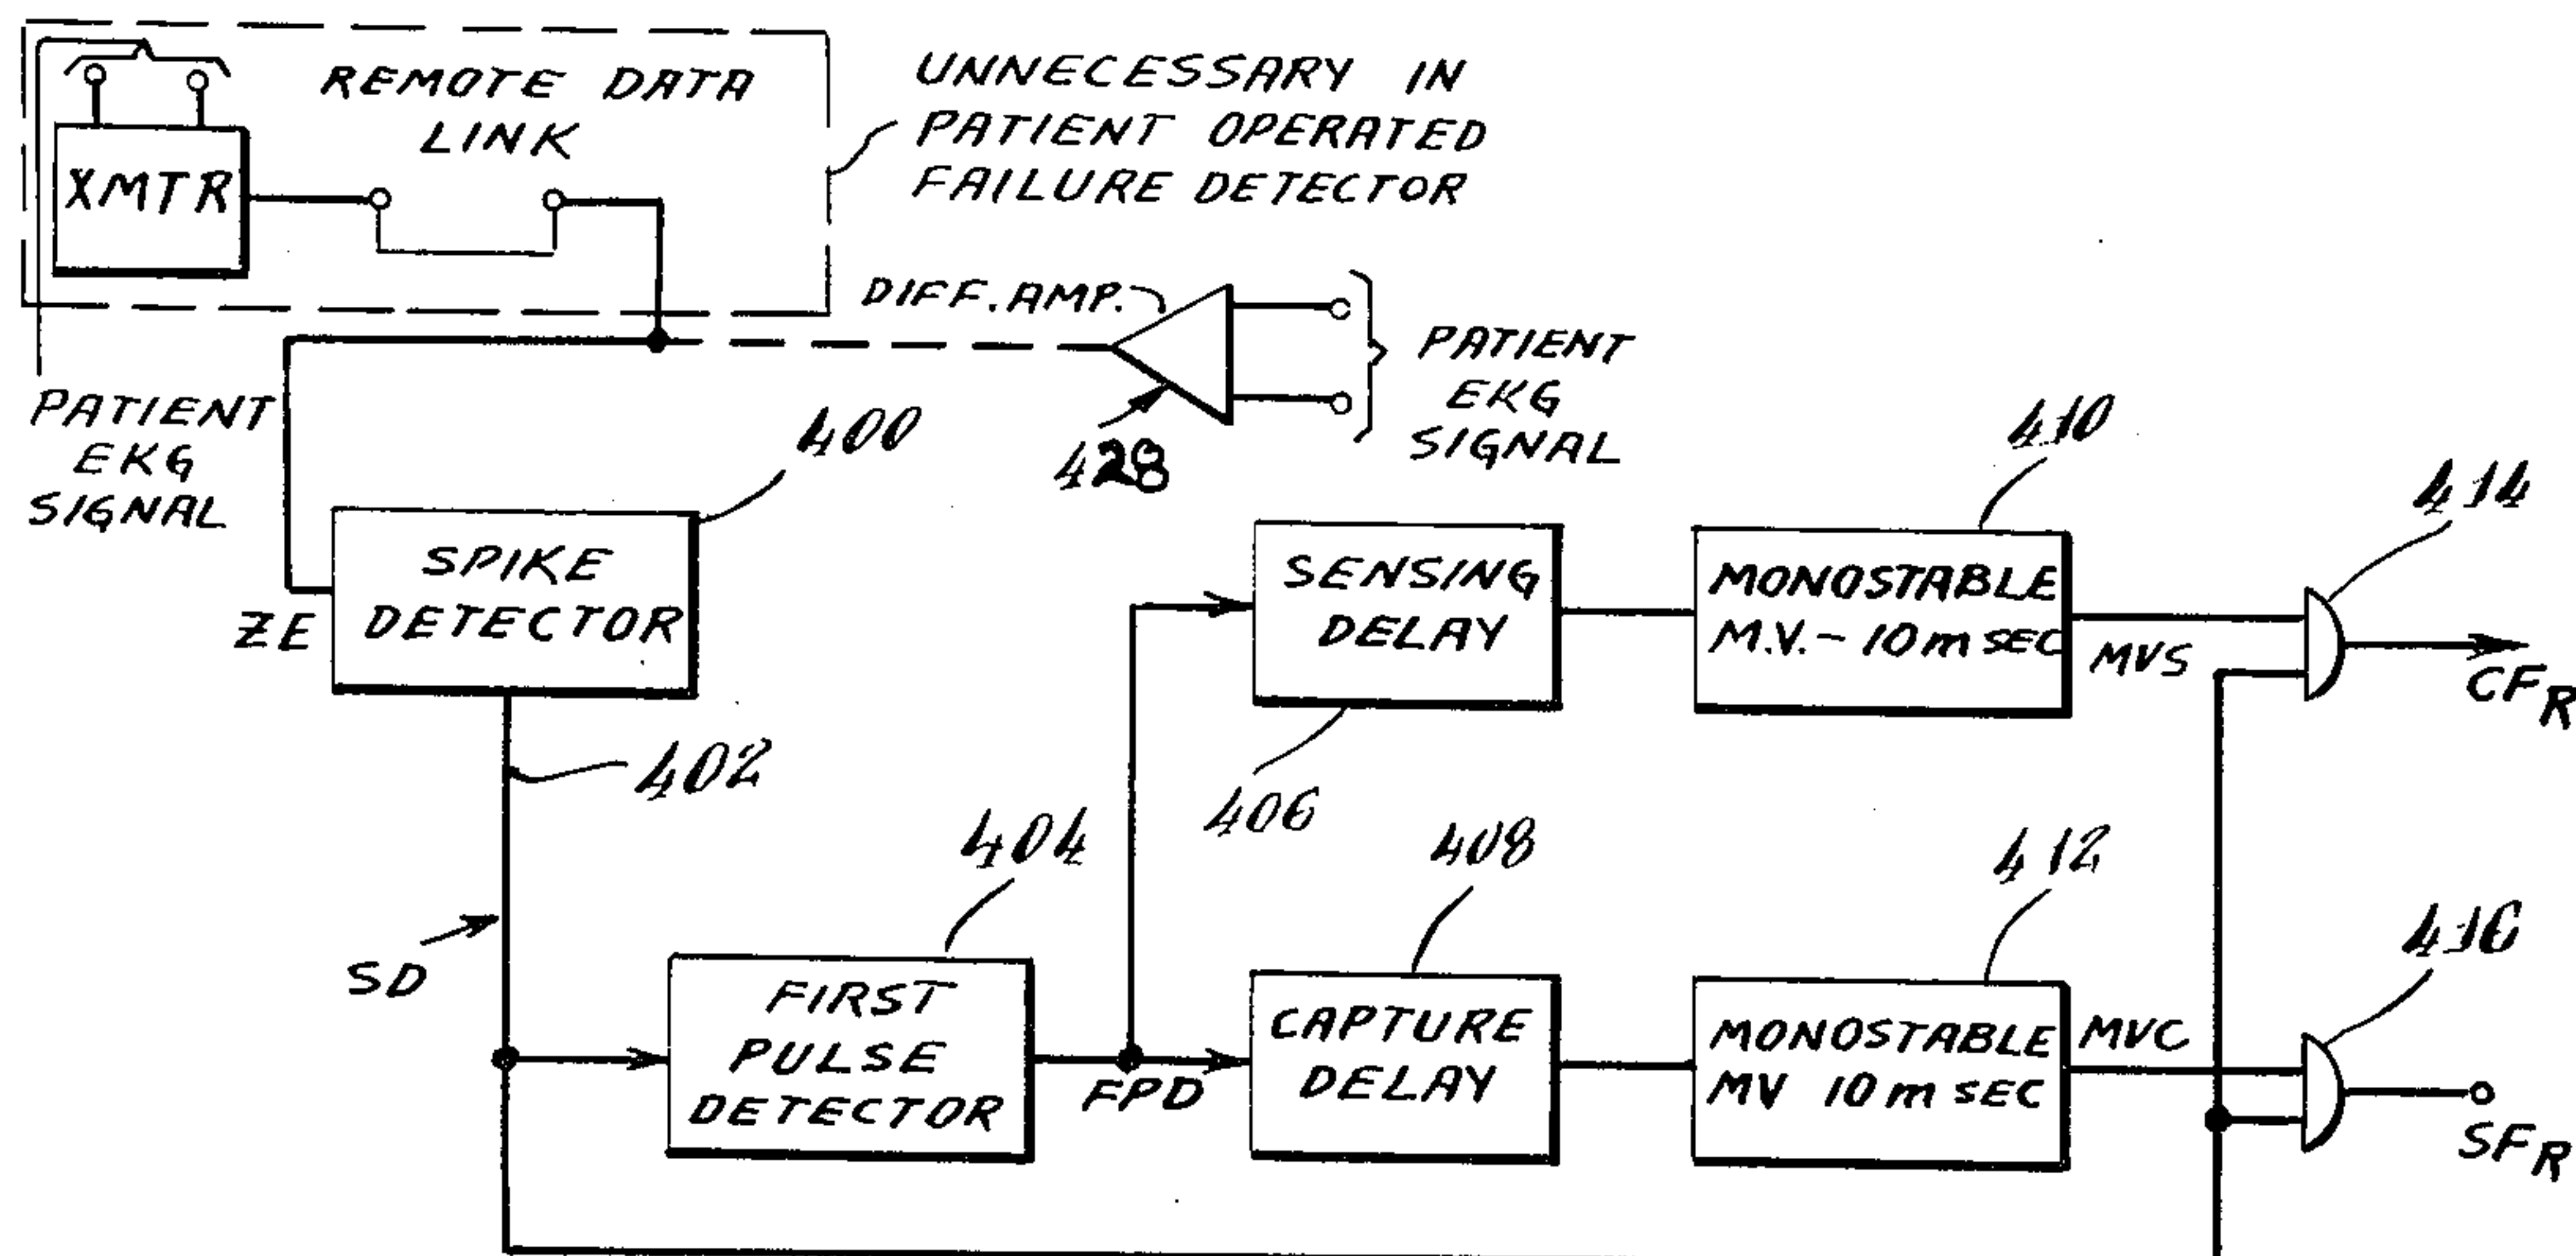 REMOTE DATA
LINK
XMTR
UNNECESSARY IN
PATIENT OPERATED
FAILURE DETECTOR
DIFF. AMP.
428
PATIENT
EKG
SIGNAL
PATIENT
EKG
SIGNAL
400
410
414
SPIKE
DETECTOR
ZE
SENSING
DELAY
MONOSTABLE
M.V. - 10 m SEC
MVS
CFR
402
406
404
408
412
416
SD
FIRST
PULSE
DETECTOR
FPD
CAPTURE
DELAY
MONOSTABLE
MV 10 m SEC
MVC
SFR